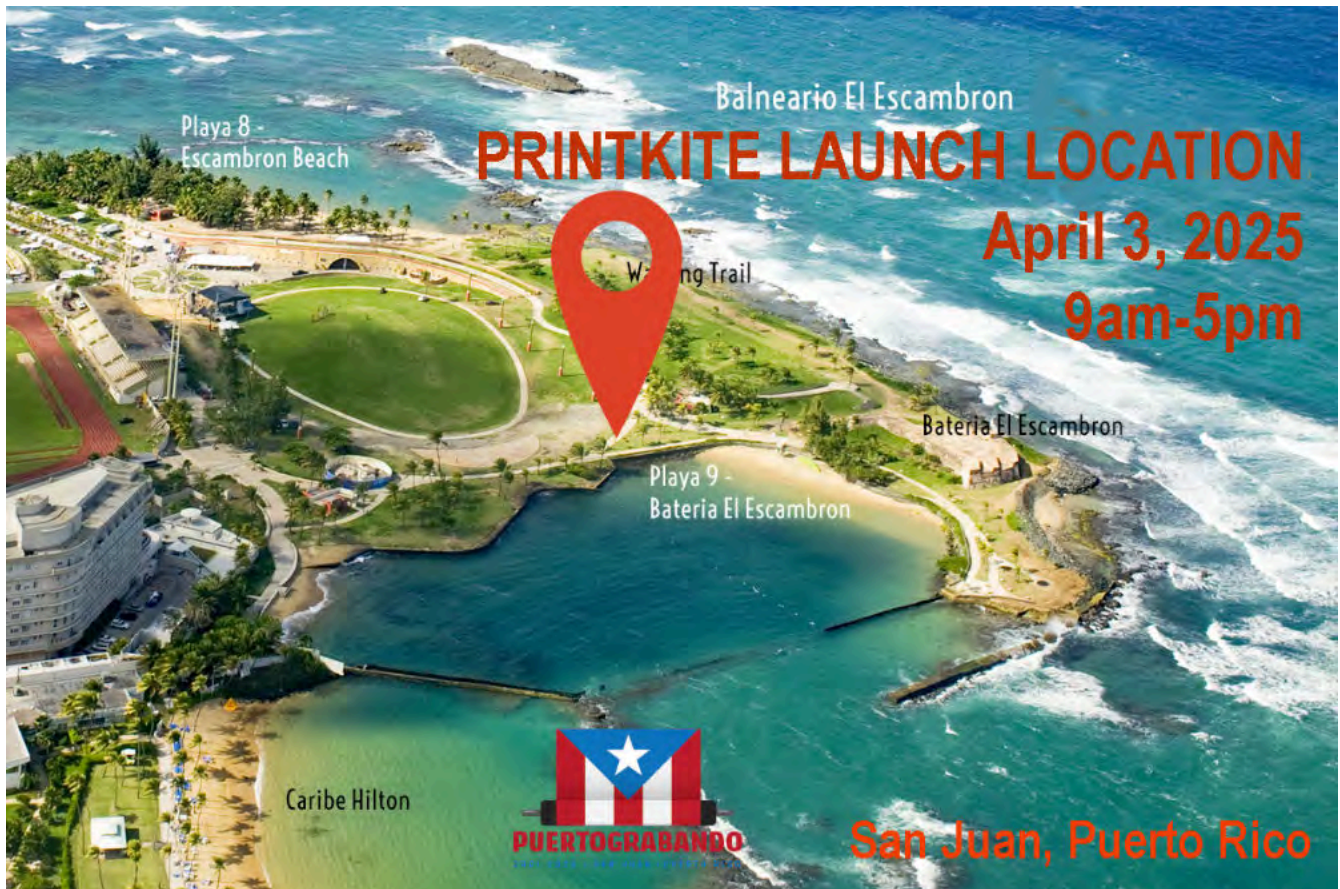 Balneario El Escambron
PRINTKITE LAUNCH LOCATION
April 3, 2025
9am-5pm
Playa 8 -
Escambron Beach
Trail
Bateria El Escambron
Playa 9 -
Bateria El Escambron
Caribe Hilton
PUERTOGRABANDO
San Juan, Puerto Rico